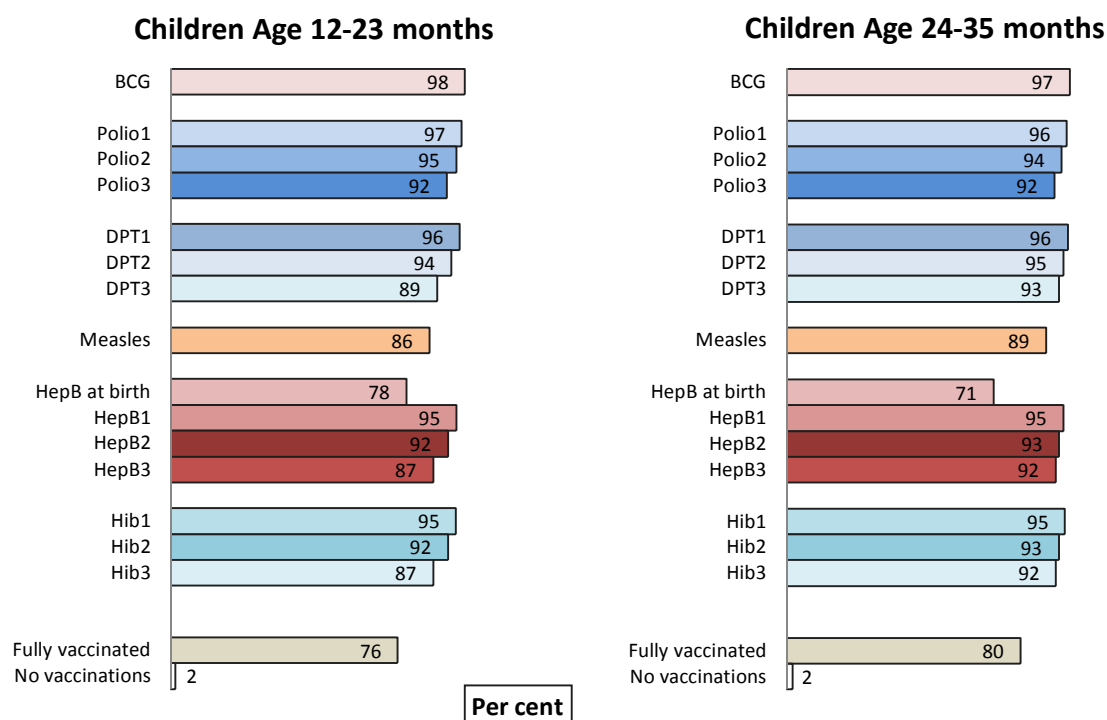 Children Age 12-23 months
BCG 98
Polio1 97
Polio2 95
Polio3 92
DPT1 96
DPT2 94
DPT3 89
Measles 86
HepB at birth 78
HepB1 95
HepB2 92
HepB3 87
Hib1 95
Hib2 92
Hib3 87
Fully vaccinated 76
No vaccinations 2
Children Age 24-35 months
BCG 97
Polio1 96
Polio2 94
Polio3 92
DPT1 96
DPT2 95
DPT3 93
Measles 89
HepB at birth 71
HepB1 95
HepB2 93
HepB3 92
Hib1 95
Hib2 93
Hib3 92
Fully vaccinated 80
No vaccinations 2
Per cent